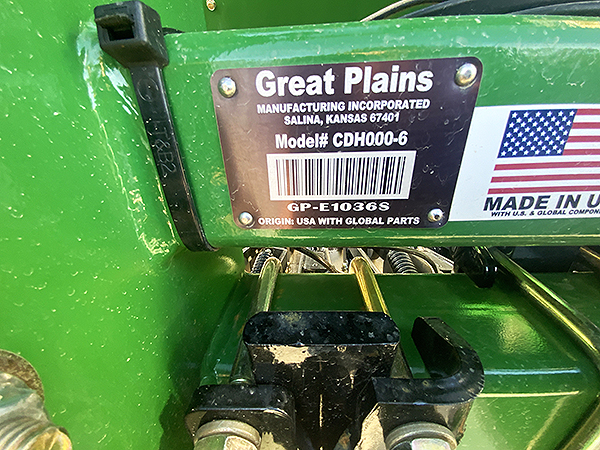 Great Plains
MANUFACTURING INCORPORATED
SALINA, KANSAS 67401
Model# CDH000-6
GP-E1036S
ORIGIN: USA WITH GLOBAL PARTS
MADE IN U
WITH U.S. & GLOBAL COMPON